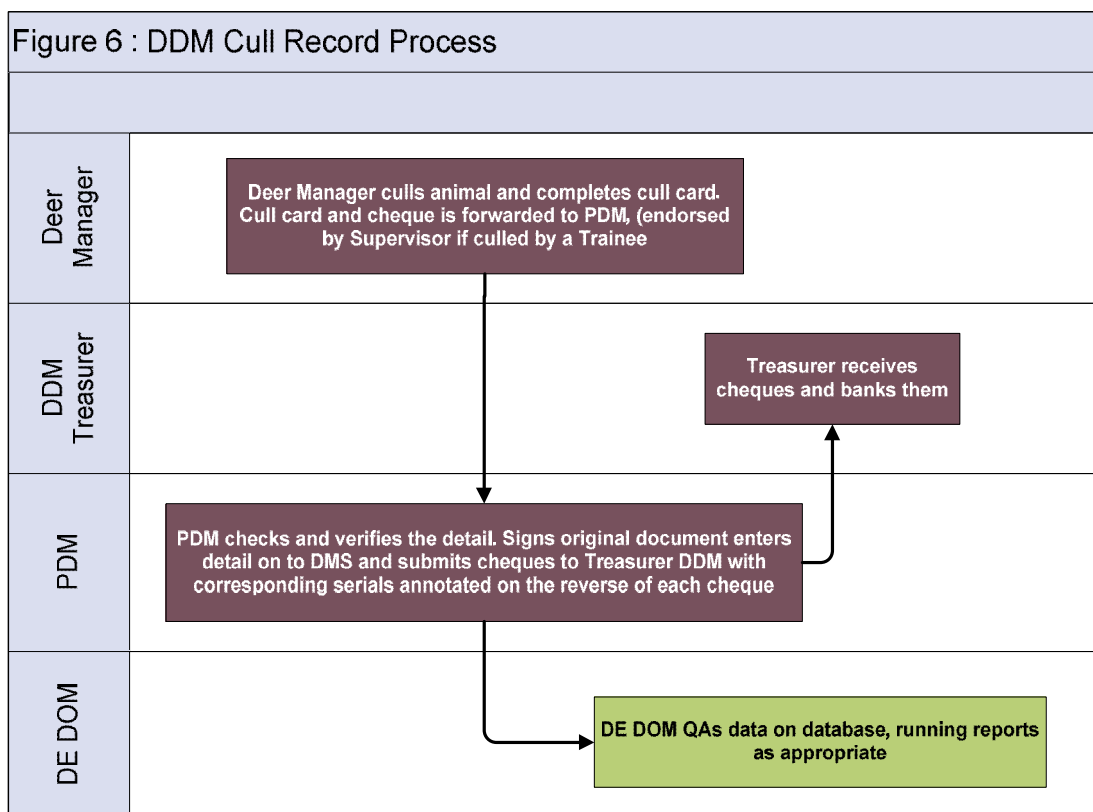 Figure 6 : DDM Cull Record Process
Deer
Manager
Deer Manager culls animal and completes cull card.
Cull card and cheque is forwarded to PDM, (endorsed
by Supervisor if culled by a Trainee
DDM
Treasurer
Treasurer receives
cheques and banks them
PDM
PDM checks and verifies the detail. Signs original document enters
detail on to DMS and submits cheques to Treasurer DDM with
corresponding serials annotated on the reverse of each cheque
DE DOM
DE DOM QAs data on database, running reports
as appropriate